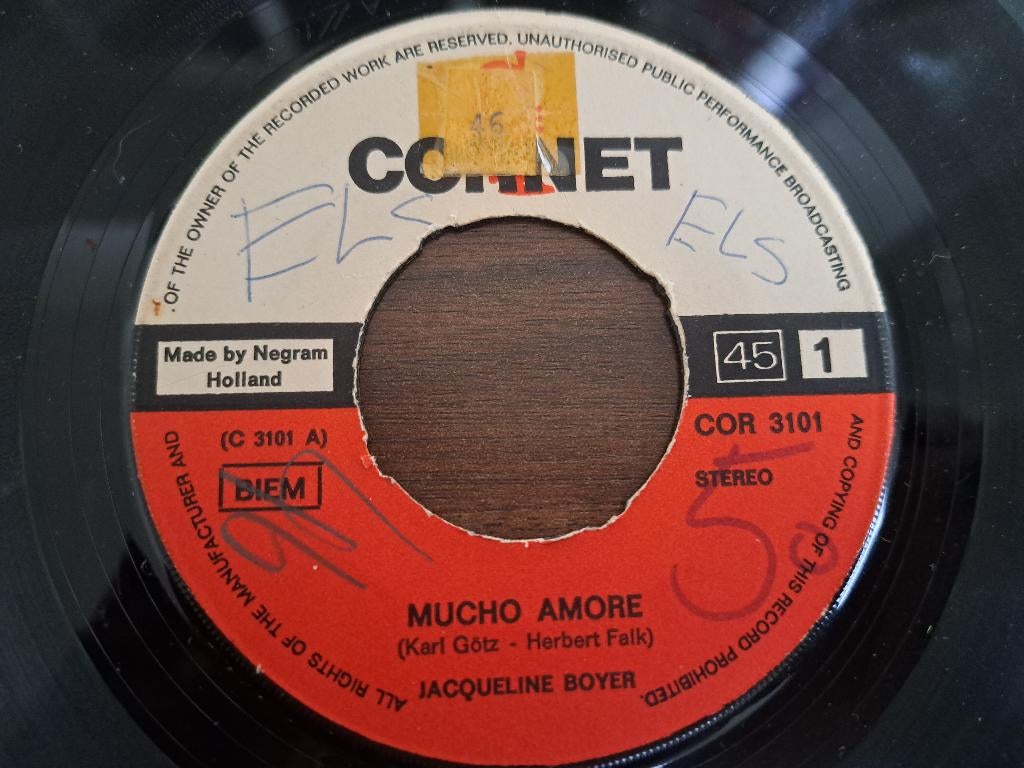 ALL RIGHTS OF THE MANUFACTURER AND OF THE OWNER OF THE RECORDED WORK ARE RESERVED. UNAUTHORISED PUBLIC PERFORMANCE BROADCASTING AND COPYING OF THIS RECORD PROHIBITED.
46
CORNET
ELS
ELS
Made by Negram
Holland
45
1
(C 3101 A)
COR 3101
BIEM
STEREO
MUCHO AMORE
(Karl Götz - Herbert Falk)
JACQUELINE BOYER